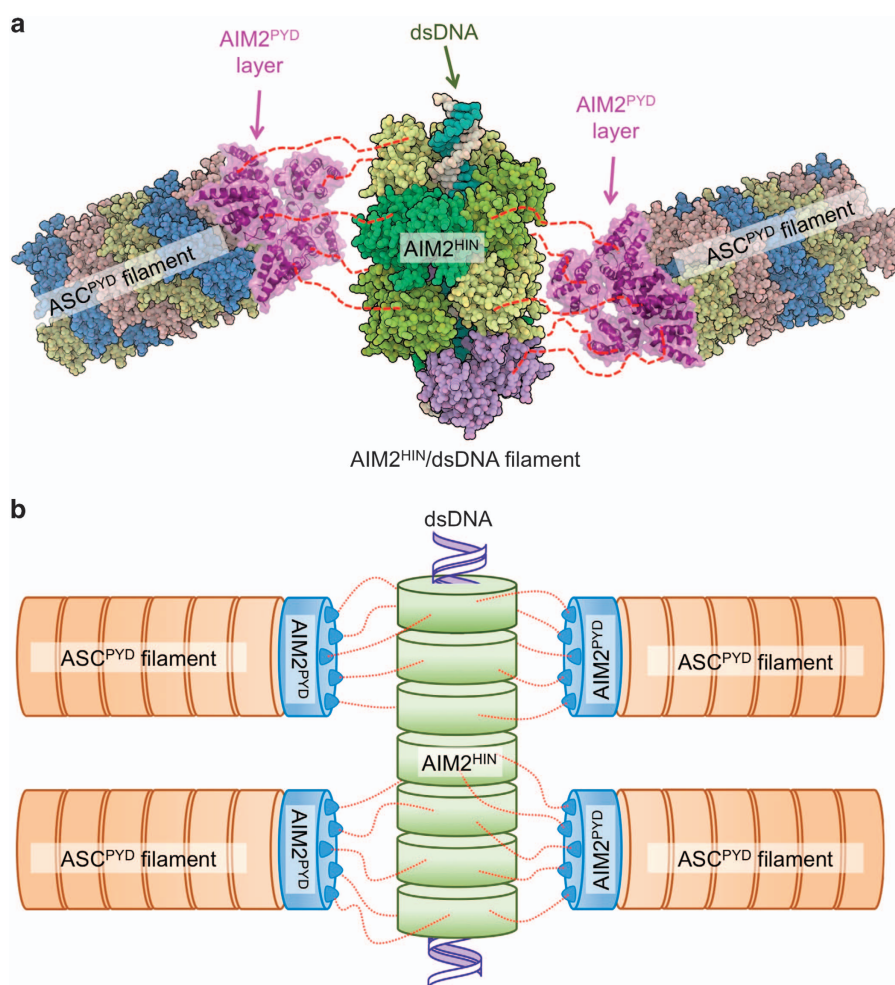 a
AIM2PYD
layer
dsDNA
AIM2PYD
layer
ASCPYD filament
AIM2HIN
ASCPYD filament
AIM2HIN/dsDNA filament
b
dsDNA
ASCPYD filament
AIM2PYD
AIM2PYD
ASCPYD filament
AIM2HIN
ASCPYD filament
AIM2PYD
AIM2PYD
ASCPYD filament